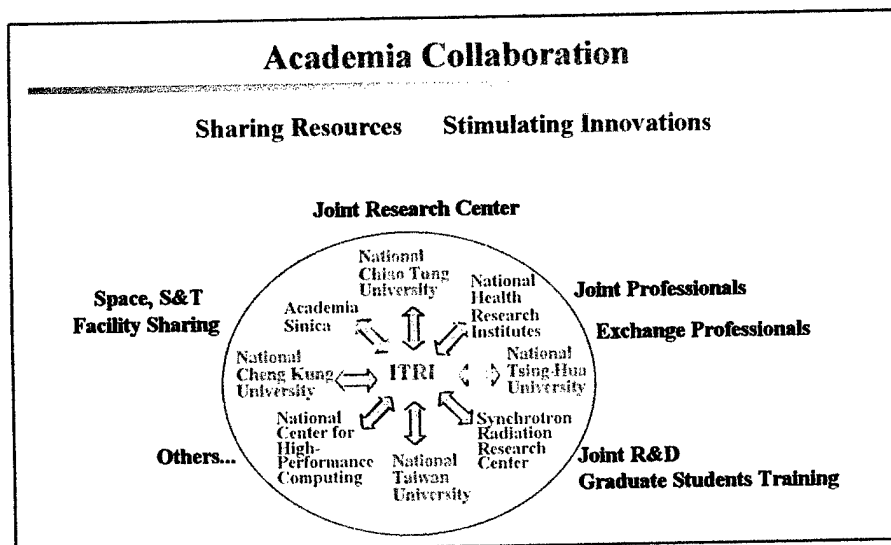 Academia Collaboration
Sharing Resources Stimulating Innovations
Joint Research Center
National
Chiao Tung
University
National
Health
Research
Institutes
Joint Professionals
Exchange Professionals
Space, S&T
Facility Sharing
Academia
Sinica
National
Cheng Kung
University
ITRI
National
Tsing-Hua
University
National
Center for
High-
Performance
Computing
National
Taiwan
University
Synchrotron
Radiation
Research
Center
Others...
Joint R&D
Graduate Students Training